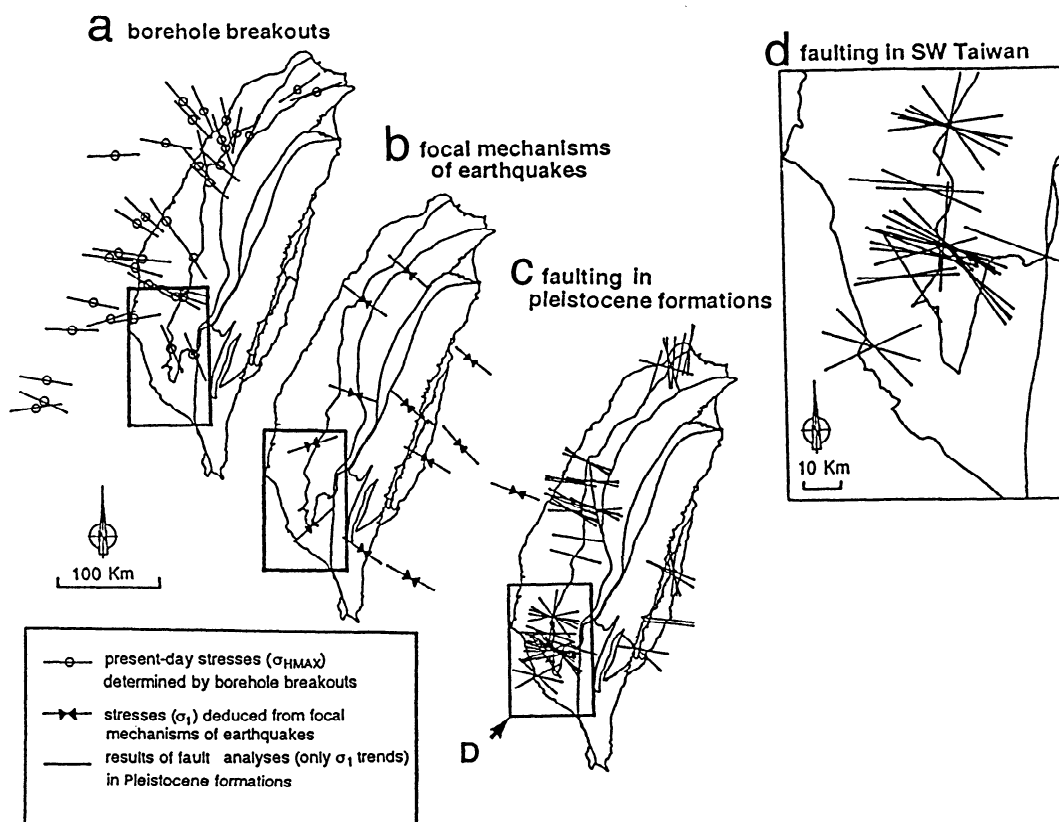 a borehole breakouts
b focal mechanisms
of earthquakes
c faulting in
pleistocene formations
d faulting in SW Taiwan
10 Km
100 Km
D
present-day stresses (σHMAX)
determined by borehole breakouts
stresses (σ1) deduced from focal
mechanisms of earthquakes
results of fault analyses (only σ1 trends)
in Pleistocene formations